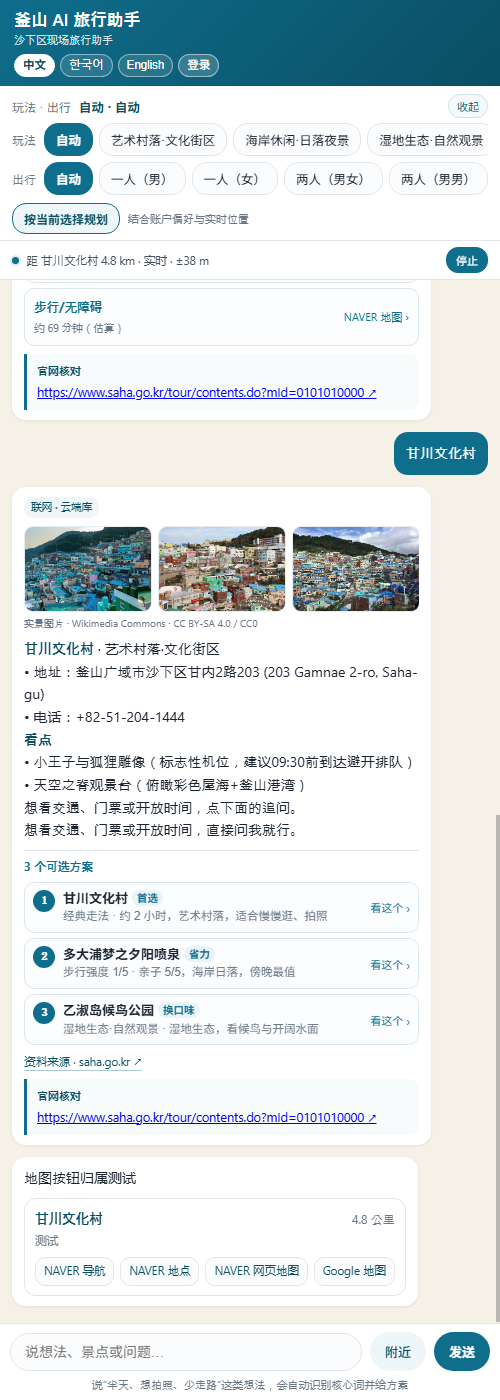 釜山 AI 旅行助手
沙下区现场旅行助手
中文 한국어 English 登录
玩法 · 出行 自动 · 自动 收起
玩法 自动 艺术村落·文化街区 海岸休闲·日落夜景 湿地生态·自然观景
出行 自动 一人（男） 一人（女） 两人（男女） 两人（男男）
按当前选择规划 结合账户偏好与实时位置
距 甘川文化村 4.8 km · 实时 · ±38 m 停止
步行/无障碍
约 69 分钟（估算） NAVER 地图 ›
官网核对
https://www.saha.go.kr/tour/contents.do?mId=0101010000 ↗
甘川文化村
联网 · 云端库
实景图片 · Wikimedia Commons · CC BY-SA 4.0 / CC0
甘川文化村 · 艺术村落·文化街区
• 地址：釜山广域市沙下区甘内2路203 (203 Gamnae 2-ro, Saha-
gu)
• 电话：+82-51-204-1444
看点
• 小王子与狐狸雕像（标志性机位，建议09:30前到达避开排队）
• 天空之脊观景台（俯瞰彩色屋海+釜山港湾）
想看交通、门票或开放时间，点下面的追问。
想看交通、门票或开放时间，直接问我就行。
3 个可选方案
1 甘川文化村 首选
经典走法 · 约 2 小时，艺术村落，适合慢慢逛、拍照 看这个 ›
2 多大浦梦之夕阳喷泉 省力
步行强度 1/5 · 亲子 5/5，海岸日落，傍晚最值 看这个 ›
3 乙淑岛候鸟公园 换口味
湿地生态·自然观景 · 湿地生态，看候鸟与开阔水面 看这个 ›
资料来源 · saha.go.kr ↗
官网核对
https://www.saha.go.kr/tour/contents.do?mId=0101010000 ↗
地图按钮归属测试
甘川文化村 4.8 公里
测试
NAVER 导航 NAVER 地点 NAVER 网页地图 Google 地图
说想法、景点或问题... 附近 发送
说“半天、想拍照、少走路”这类想法，会自动识别核心词并给方案